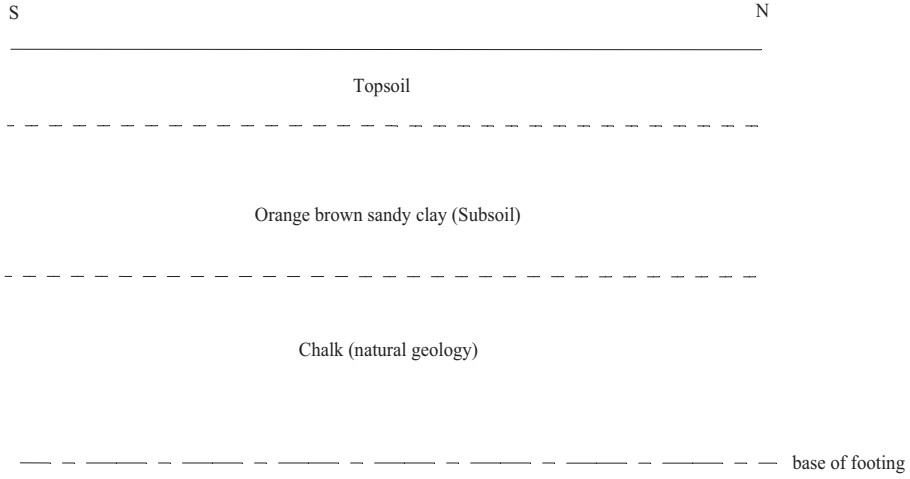 S
N
Topsoil
Orange brown sandy clay (Subsoil)
Chalk (natural geology)
base of footing